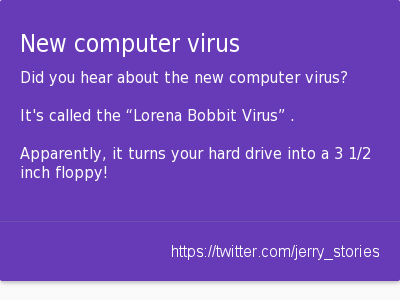 New computer virus
Did you hear about the new computer virus?
It's called the “Lorena Bobbit Virus” .
Apparently, it turns your hard drive into a 3 1/2
inch floppy!
https://twitter.com/jerry_stories